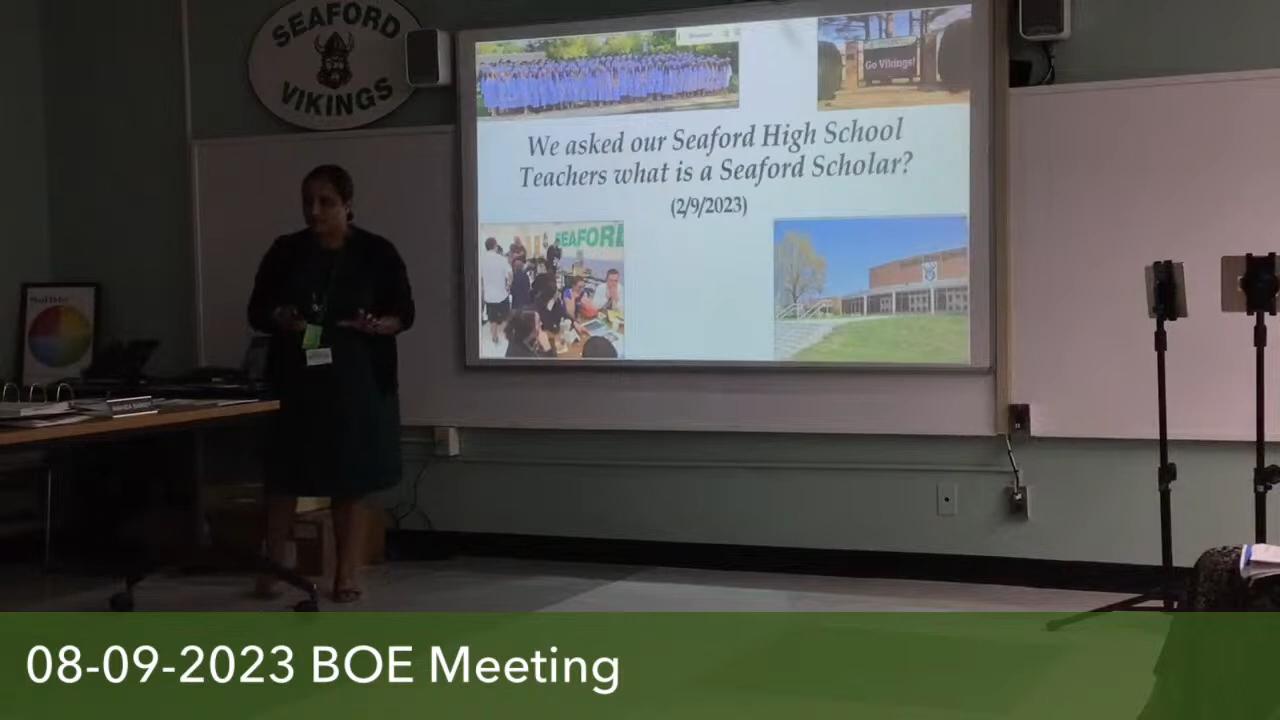 SEAFORD
VIKINGS
Go Vikings!
We asked our Seaford High School
Teachers what is a Seaford Scholar?
(2/9/2023)
SEAFORD
08-09-2023 BOE Meeting